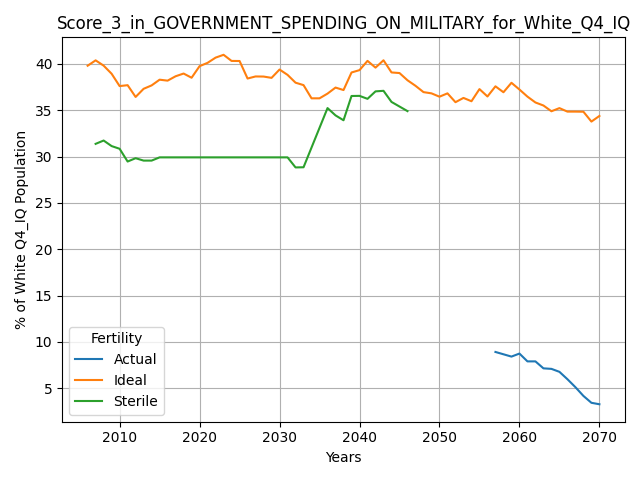 Score_3_in_GOVERNMENT_SPENDING_ON_MILITARY_for_White_Q4_IQ
% of White Q4_IQ Population
40
35
30
25
20
15
10
5
Fertility
Actual
Ideal
Sterile
2010 2020 2030 2040 2050 2060 2070
Years